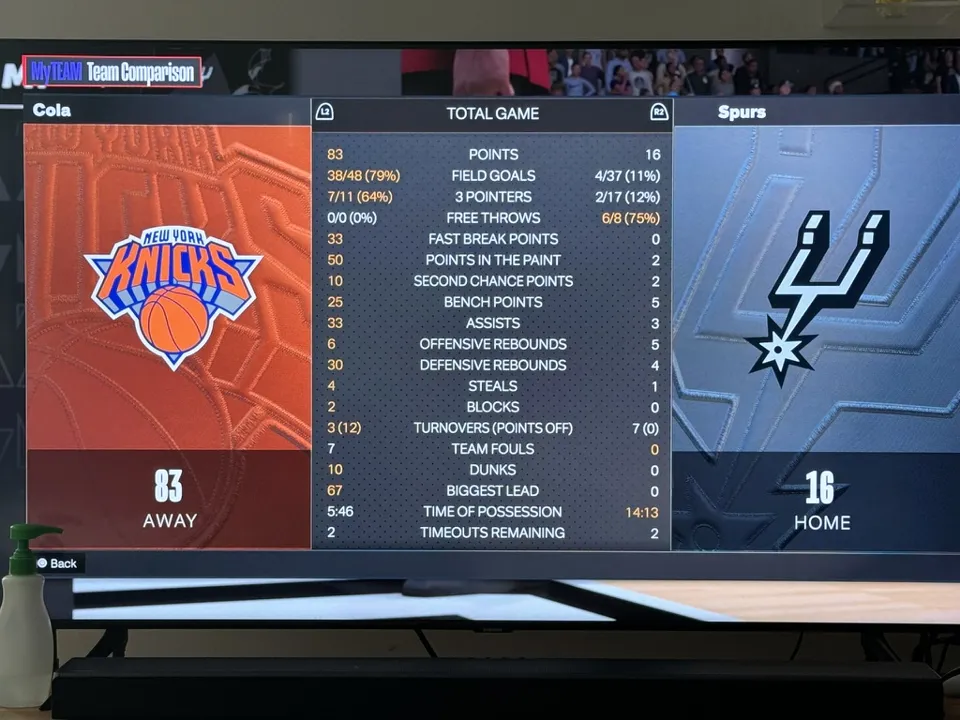 MyTEAM Team Comparison
Cola
L2 TOTAL GAME R2
Spurs
83 POINTS 16
38/48 (79%) FIELD GOALS 4/37 (11%)
7/11 (64%) 3 POINTERS 2/17 (12%)
0/0 (0%) FREE THROWS 6/8 (75%)
33 FAST BREAK POINTS 0
50 POINTS IN THE PAINT 2
10 SECOND CHANCE POINTS 2
25 BENCH POINTS 5
33 ASSISTS 3
6 OFFENSIVE REBOUNDS 5
30 DEFENSIVE REBOUNDS 4
4 STEALS 1
2 BLOCKS 0
3 (12) TURNOVERS (POINTS OFF) 7 (0)
7 TEAM FOULS 0
10 DUNKS 0
67 BIGGEST LEAD 0
5:46 TIME OF POSSESSION 14:13
2 TIMEOUTS REMAINING 2
NEW YORK
KNICKS
83
AWAY
16
HOME
Back